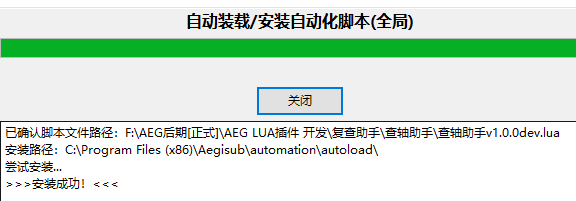 自动装载/安装自动化脚本(全局)
关闭
已确认脚本文件路径：F:\AEG后期[正式]\AEG LUA插件 开发\复查助手\查轴助手\查轴助手v1.0.0dev.lua
安装路径：C:\Program Files (x86)\Aegisub\automation\autoload\
尝试安装...
>>>安装成功！<<<